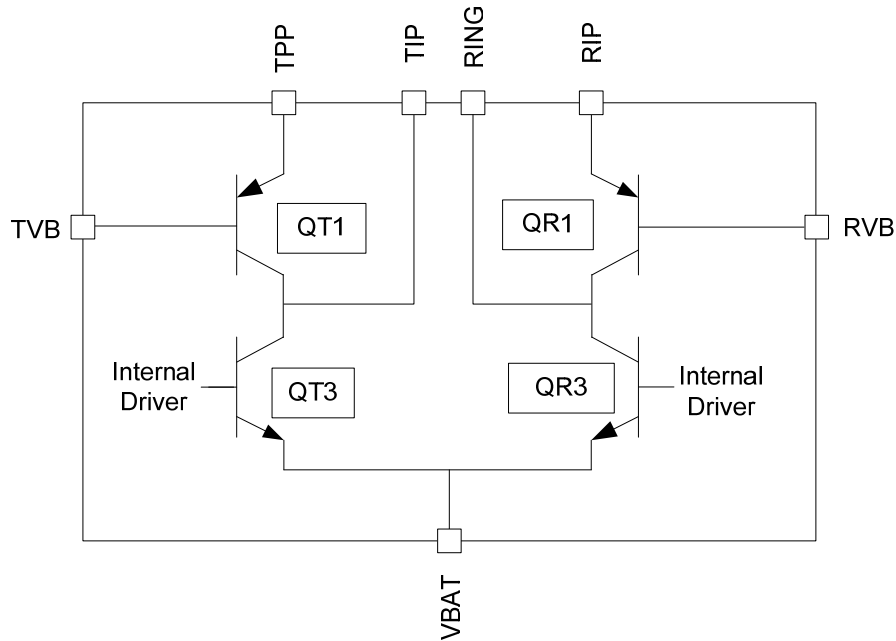 TPP
TIP
RING
RIP
TVB
QT1
QR1
RVB
Internal
Driver
QT3
QR3
Internal
Driver
VBAT